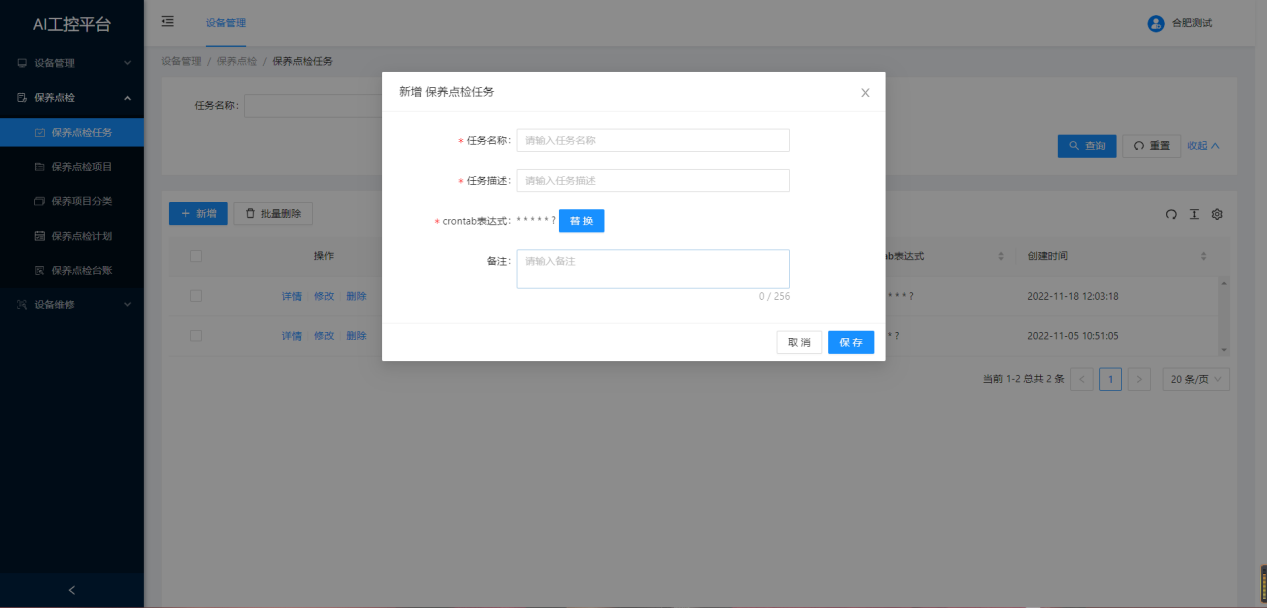 AI工控平台
设备管理
合肥测试
设备管理
保养点检
保养点检任务
保养点检项目
保养项目分类
保养点检计划
保养点检台账
设备维修
设备管理 / 保养点检 / 保养点检任务
任务名称:
查询
重置
收起
新增
批量删除
操作
ab表达式
创建时间
详情 修改 删除
* * * ?
2022-11-18 12:03:18
详情 修改 删除
* ?
2022-11-05 10:51:05
当前 1-2 总共 2 条
<
1
>
20 条/页
新增 保养点检任务
* 任务名称: 请输入任务名称
* 任务描述: 请输入任务描述
* crontab表达式: * * * * * ? 替 换
备注: 请输入备注
0 / 256
取 消
保 存